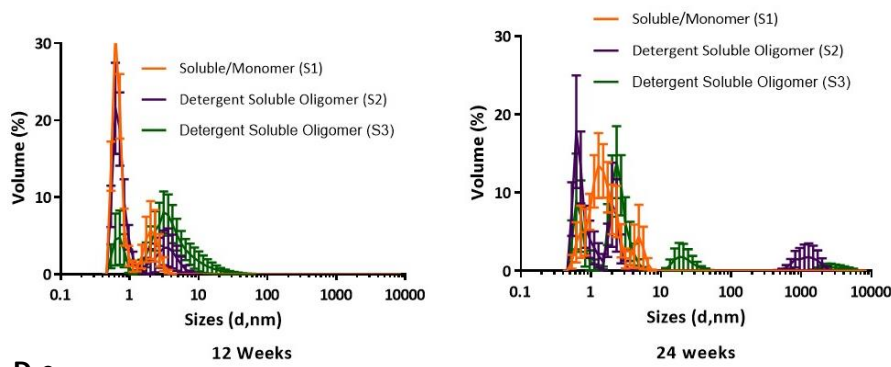 Soluble/Monomer (S1)
Detergent Soluble Oligomer (S2)
Detergent Soluble Oligomer (S3)
Volume (%)
30
20
10
0
0.1 1 10 100 1000 10000
Sizes (d,nm)
12 Weeks
Soluble/Monomer (S1)
Detergent Soluble Oligomer (S2)
Detergent Soluble Oligomer (S3)
Volume (%)
30
20
10
0
0.1 1 10 100 1000 10000
Sizes (d,nm)
24 weeks